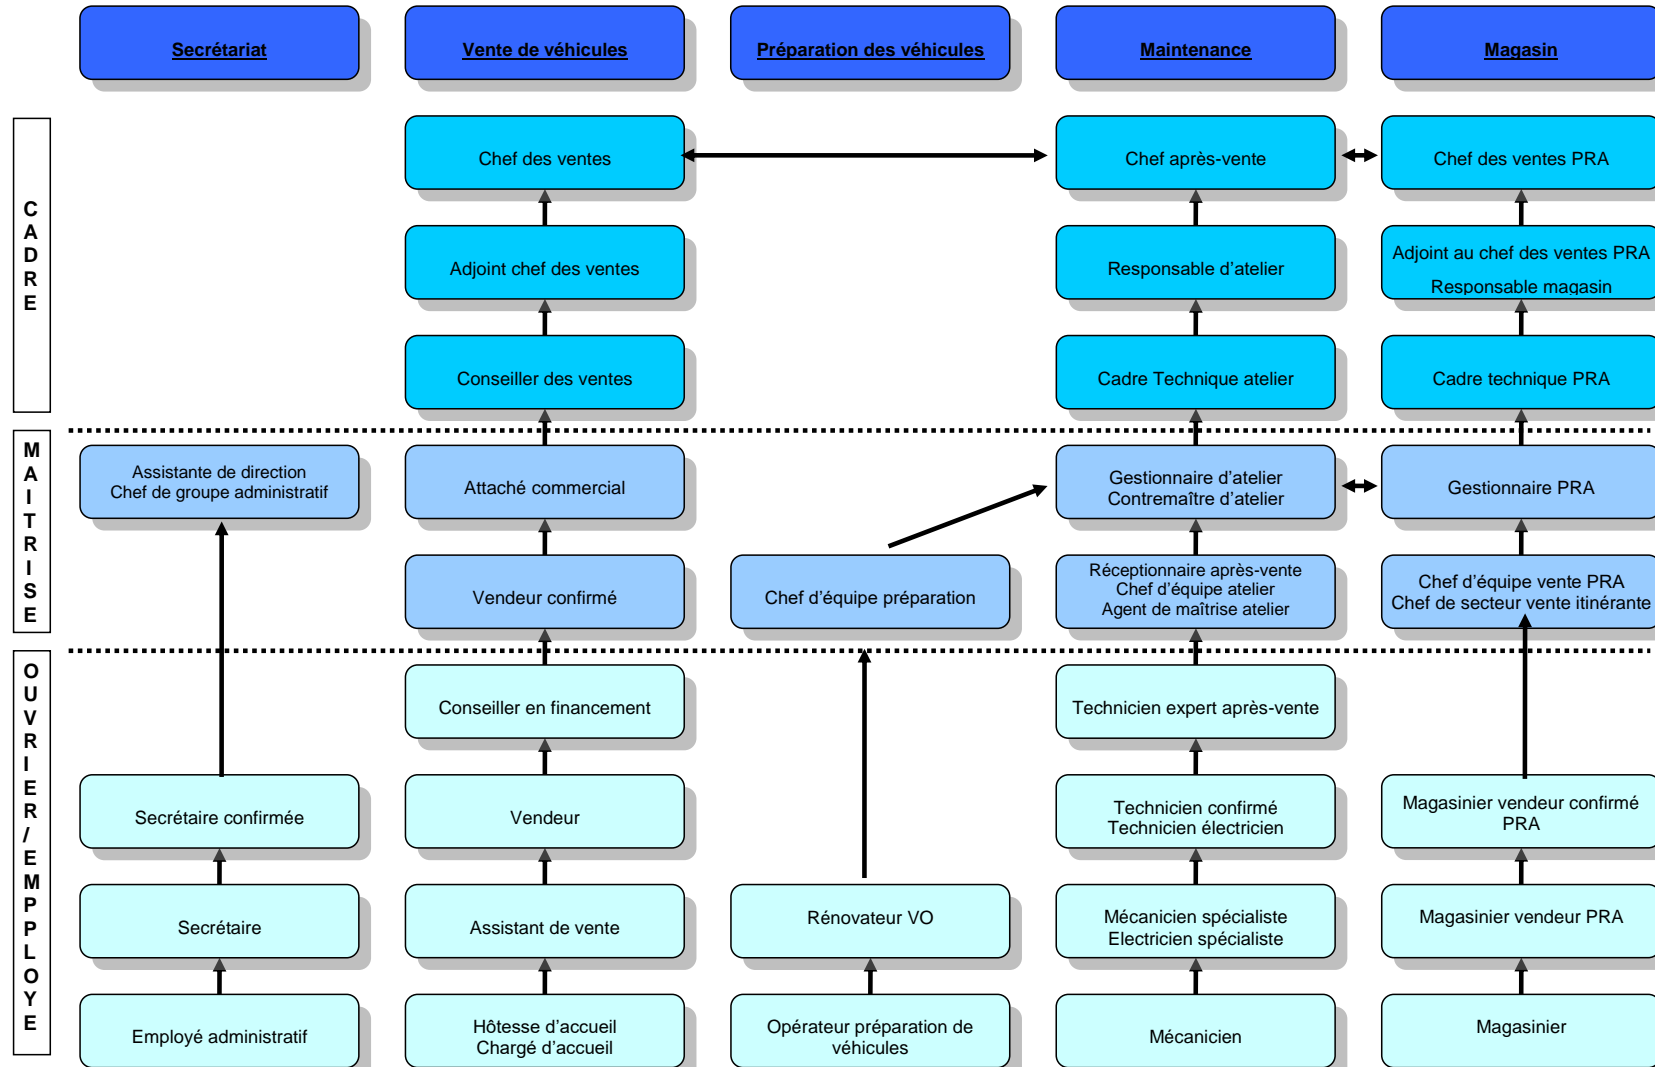 Secrétariat
Vente de véhicules
Préparation des véhicules
Maintenance
Magasin
CADRE
Chef des ventes
Chef après-vente
Chef des ventes PRA
Adjoint chef des ventes
Responsable d'atelier
Adjoint au chef des ventes PRA
Responsable magasin
Conseiller des ventes
Cadre Technique atelier
Cadre technique PRA
MAITRISE
Assistante de direction
Chef de groupe administratif
Attaché commercial
Gestionnaire d'atelier
Contremaître d'atelier
Gestionnaire PRA
Vendeur confirmé
Chef d'équipe préparation
Réceptionnaire après-vente
Chef d'équipe atelier
Agent de maîtrise atelier
Chef d'équipe vente PRA
Chef de secteur vente itinérante
OUVRIER/EMPPLOYE
Conseiller en financement
Technicien expert après-vente
Secrétaire confirmée
Vendeur
Technicien confirmé
Technicien électricien
Magasinier vendeur confirmé
PRA
Secrétaire
Assistant de vente
Rénovateur VO
Mécanicien spécialiste
Electricien spécialiste
Magasinier vendeur PRA
Employé administratif
Hôtesse d'accueil
Chargé d'accueil
Opérateur préparation de
véhicules
Mécanicien
Magasinier